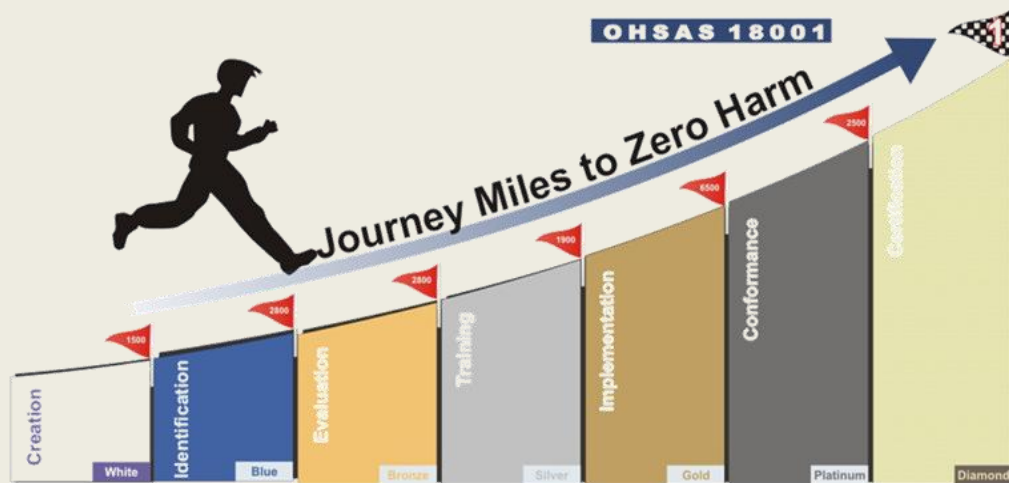 OHSAS 18001
1
Journey Miles to Zero Harm
1500
2800
2800
1900
6500
2500
Creation
Identification
Evaluation
Training
Implementation
Conformance
Certification
White
Blue
Bronze
Silver
Gold
Platinum
Diamond